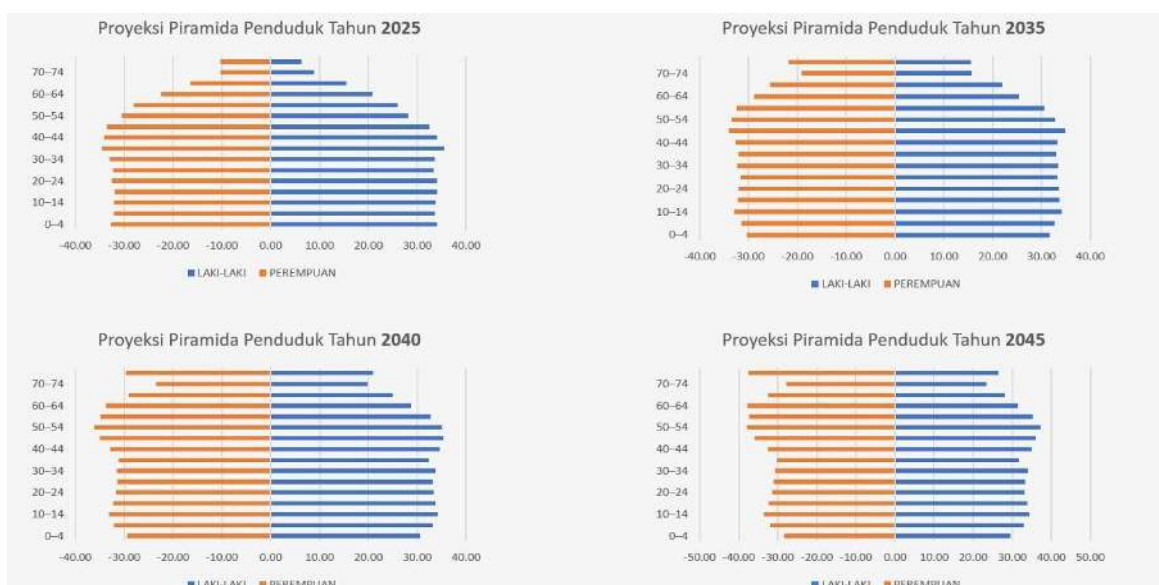 Proyeksi Piramida Penduduk Tahun 2025
70–74
60–64
50–54
40–44
30–34
20–24
10–14
0–4
-40.00 -30.00 -20.00 -10.00 0.00 10.00 20.00 30.00 40.00
LAKI-LAKI PEREMPUAN
Proyeksi Piramida Penduduk Tahun 2035
70–74
60–64
50–54
40–44
30–34
20–24
10–14
0–4
-40.00 -30.00 -20.00 -10.00 0.00 10.00 20.00 30.00 40.00
LAKI-LAKI PEREMPUAN
Proyeksi Piramida Penduduk Tahun 2040
70–74
60–64
50–54
40–44
30–34
20–24
10–14
0–4
-40.00 -30.00 -20.00 -10.00 0.00 10.00 20.00 30.00 40.00
LAKI-LAKI PEREMPUAN
Proyeksi Piramida Penduduk Tahun 2045
70–74
60–64
50–54
40–44
30–34
20–24
10–14
0–4
-50.00 -40.00 -30.00 -20.00 -10.00 0.00 10.00 20.00 30.00 40.00 50.00
LAKI-LAKI PEREMPUAN